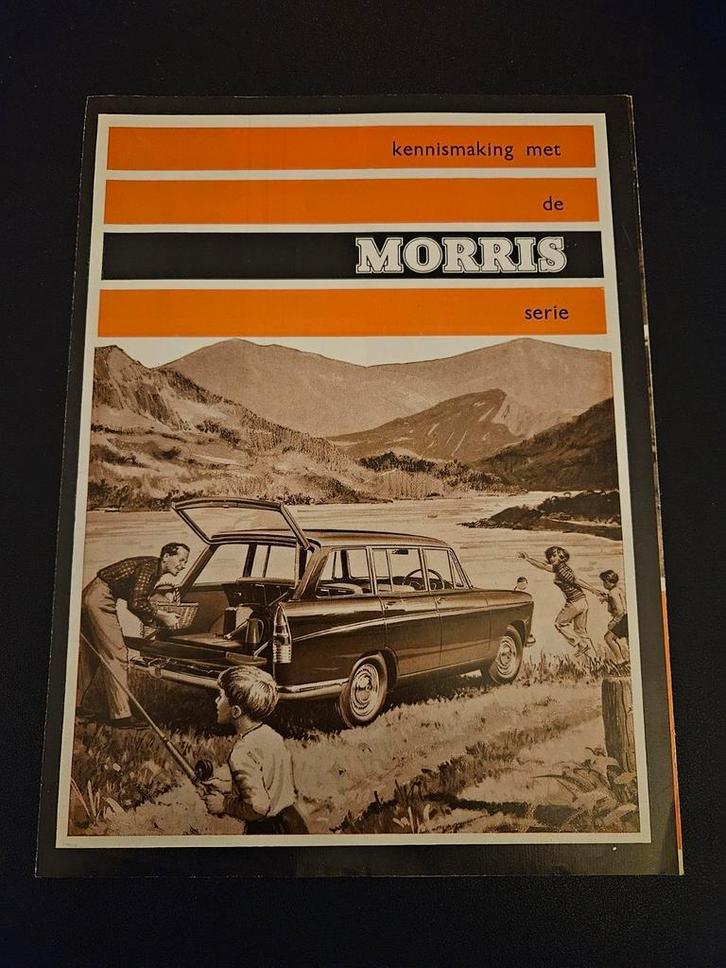 kennismaking met
de
MORRIS
serie